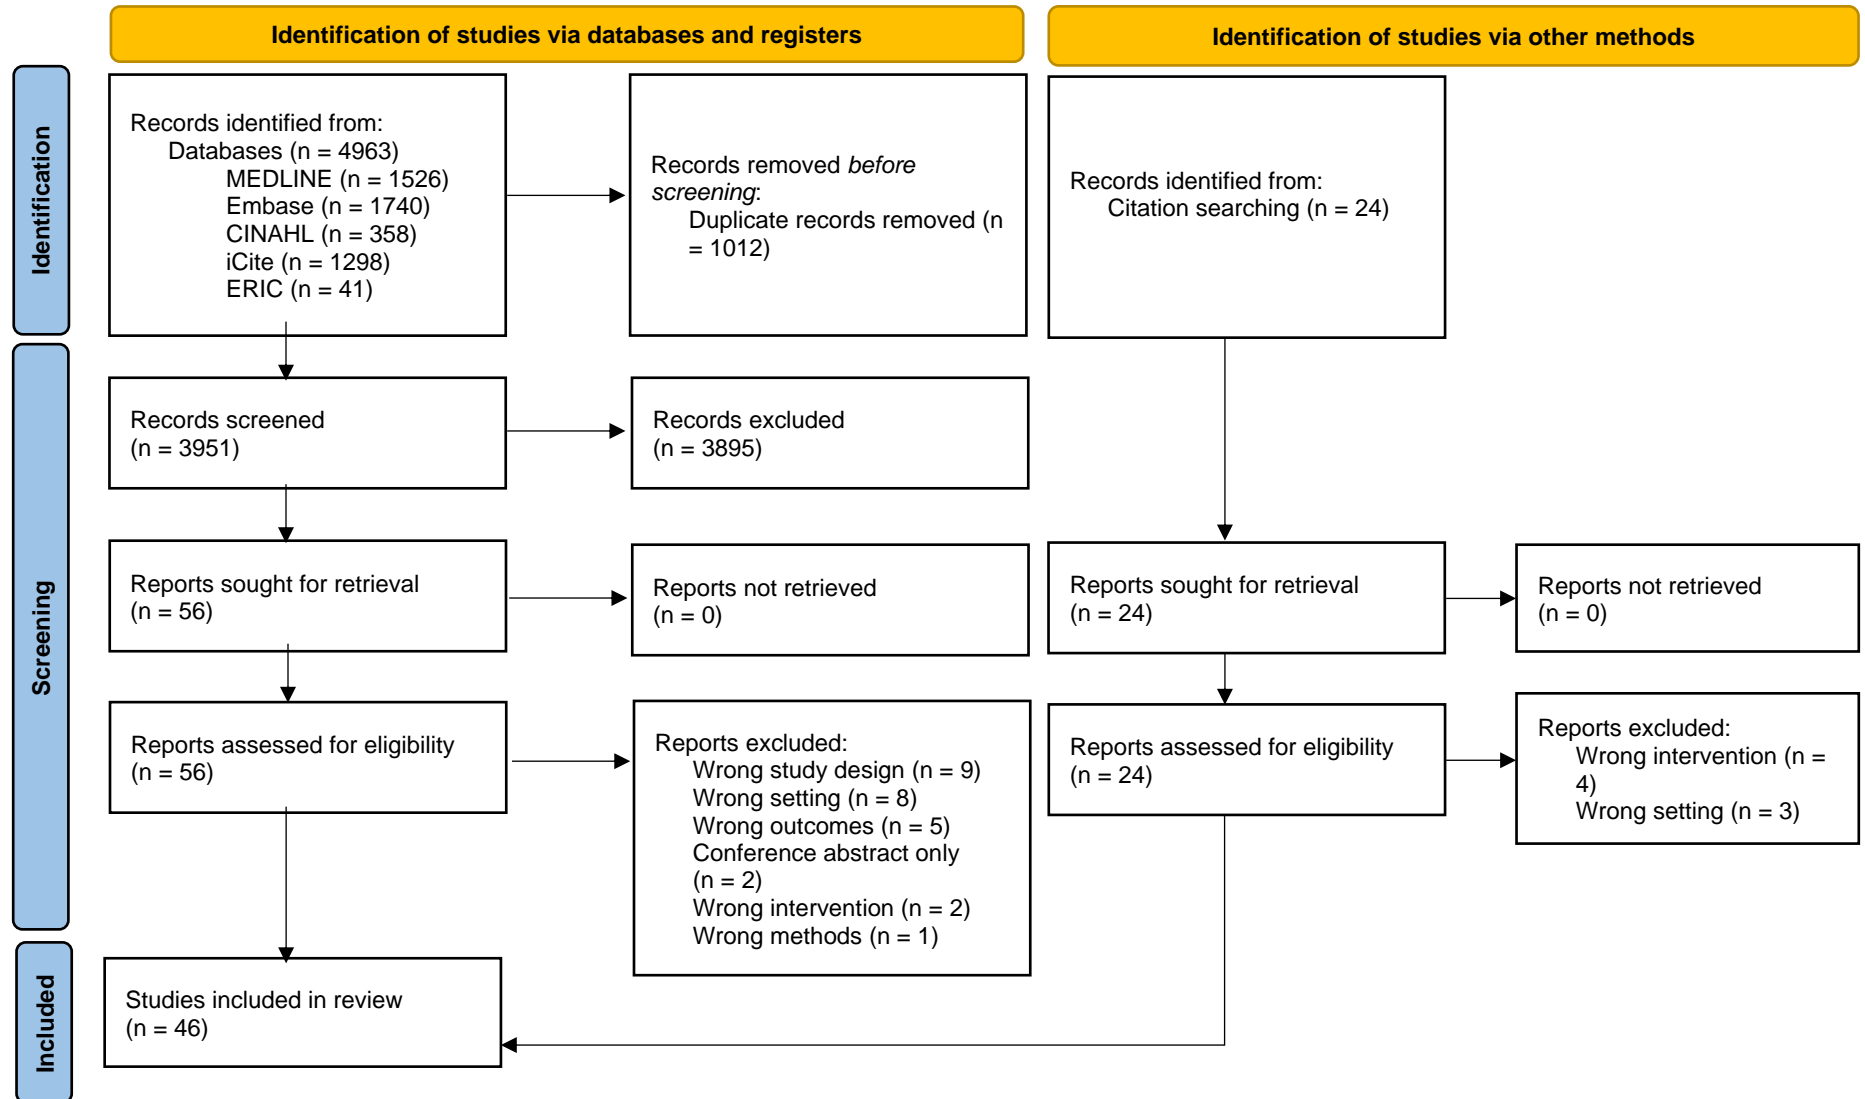 Identification of studies via databases and registers
Identification of studies via other methods
Identification
Records identified from:
Databases (n = 4963)
MEDLINE (n = 1526)
Embase (n = 1740)
CINAHL (n = 358)
iCite (n = 1298)
ERIC (n = 41)
Records removed before
screening:
Duplicate records removed (n
= 1012)
Records identified from:
Citation searching (n = 24)
Screening
Records screened
(n = 3951)
Records excluded
(n = 3895)
Reports sought for retrieval
(n = 56)
Reports not retrieved
(n = 0)
Reports sought for retrieval
(n = 24)
Reports not retrieved
(n = 0)
Reports assessed for eligibility
(n = 56)
Reports excluded:
Wrong study design (n = 9)
Wrong setting (n = 8)
Wrong outcomes (n = 5)
Conference abstract only
(n = 2)
Wrong intervention (n = 2)
Wrong methods (n = 1)
Reports assessed for eligibility
(n = 24)
Reports excluded:
Wrong intervention (n =
4)
Wrong setting (n = 3)
Included
Studies included in review
(n = 46)